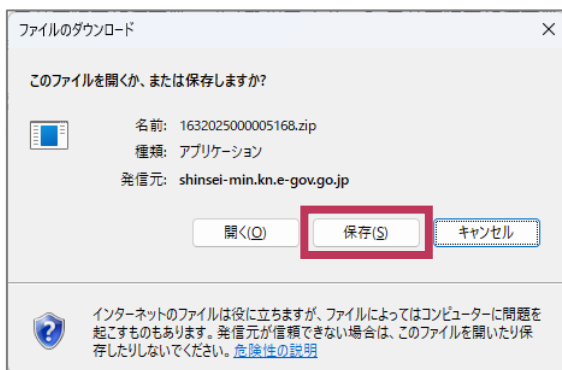 ファイルのダウンロード
このファイルを開くか、または保存しますか?
名前: 1632025000005168.zip
種類: アプリケーション
発信元: shinsei-min.kn.e-gov.go.jp
開く(O) 保存(S) キャンセル
インターネットのファイルは役に立ちますが、ファイルによってはコンピューターに問題を
起こすものもあります。発信元が信頼できない場合は、このファイルを開いたり保
存したりしないでください。危険性の説明